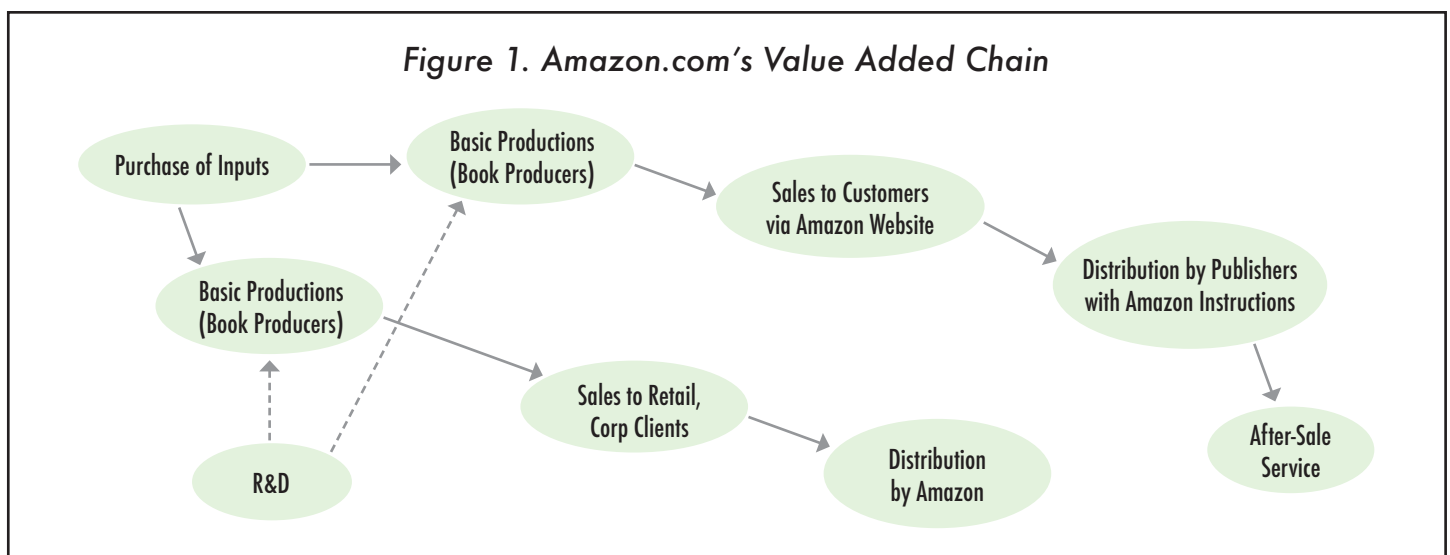 Figure 1. Amazon.com’s Value Added Chain
Purchase of Inputs
Basic Productions
(Book Producers)
Sales to Customers
via Amazon Website
Distribution by Publishers
with Amazon Instructions
After-Sale
Service
Basic Productions
(Book Producers)
Sales to Retail,
Corp Clients
Distribution
by Amazon
R&D